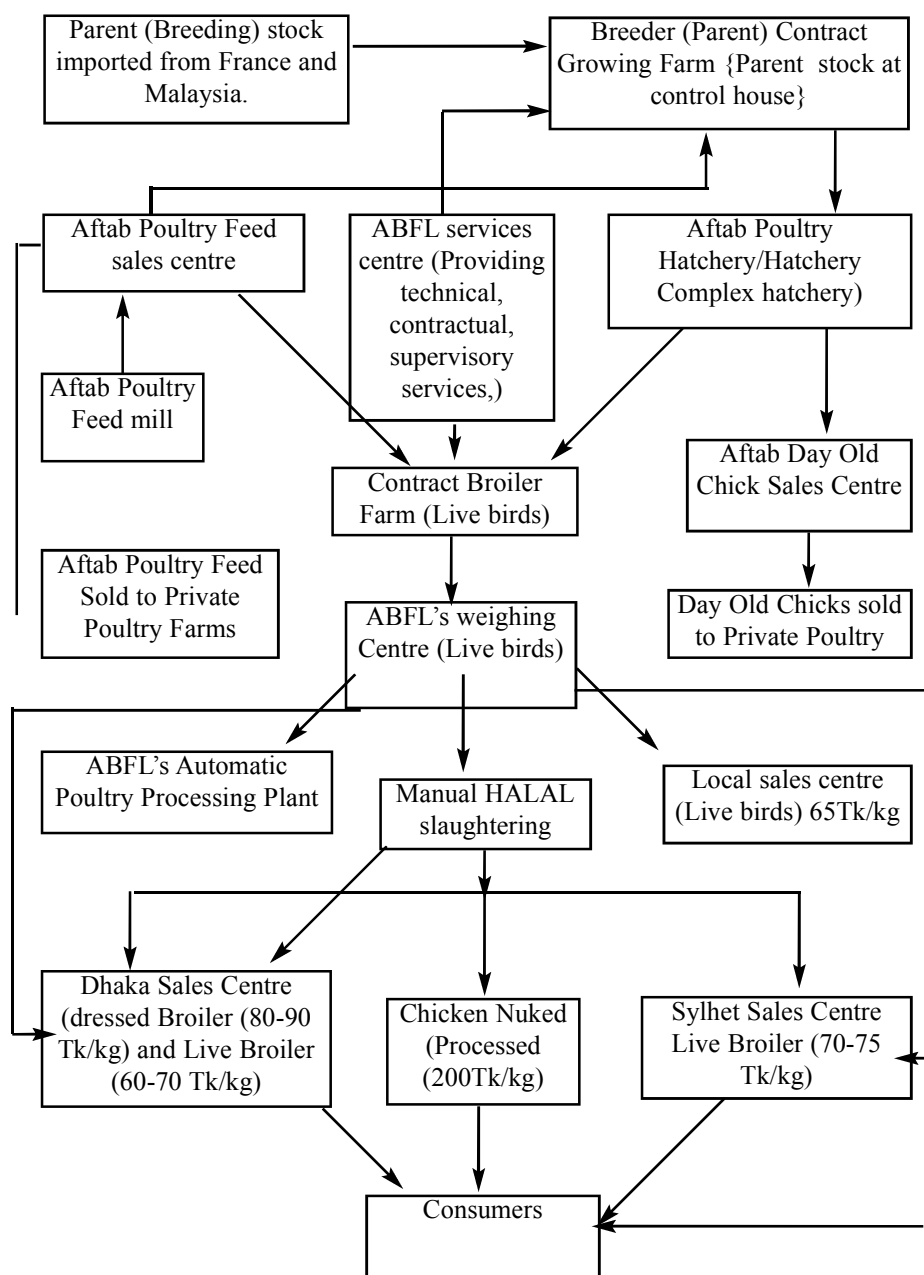 Parent (Breeding) stock
imported from France and
Malaysia.
Breeder (Parent) Contract
Growing Farm {Parent stock at
control house}
Aftab Poultry Feed
sales centre
ABFL services
centre (Providing
technical,
contractual,
supervisory
services,)
Aftab Poultry
Hatchery/Hatchery
Complex hatchery)
Aftab Poultry
Feed mill
Contract Broiler
Farm (Live birds)
Aftab Day Old
Chick Sales Centre
Aftab Poultry Feed
Sold to Private
Poultry Farms
ABFL’s weighing
Centre (Live birds)
Day Old Chicks sold
to Private Poultry
ABFL’s Automatic
Poultry Processing Plant
Manual HALAL
slaughtering
Local sales centre
(Live birds) 65Tk/kg
Dhaka Sales Centre
(dressed Broiler (80-90
Tk/kg) and Live Broiler
(60-70 Tk/kg)
Chicken Nuked
(Processed
(200Tk/kg)
Sylhet Sales Centre
Live Broiler (70-75
Tk/kg)
Consumers